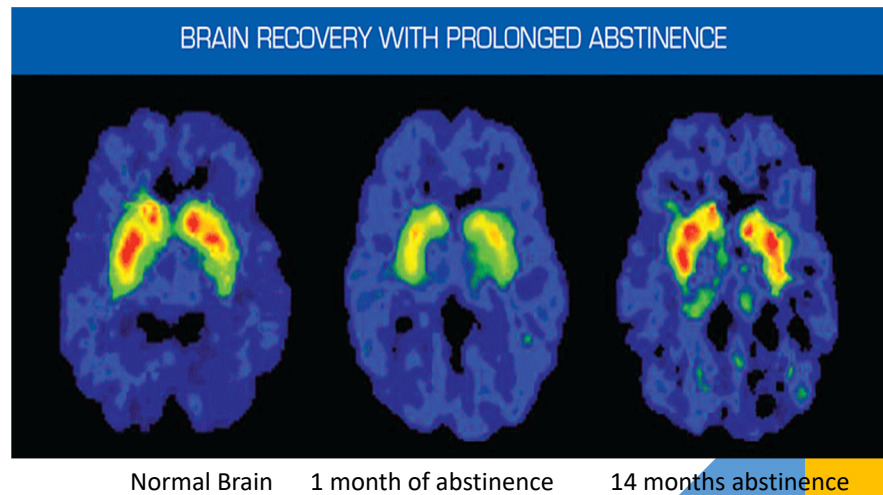 BRAIN RECOVERY WITH PROLONGED ABSTINENCE
Normal Brain 1 month of abstinence 14 months abstinence